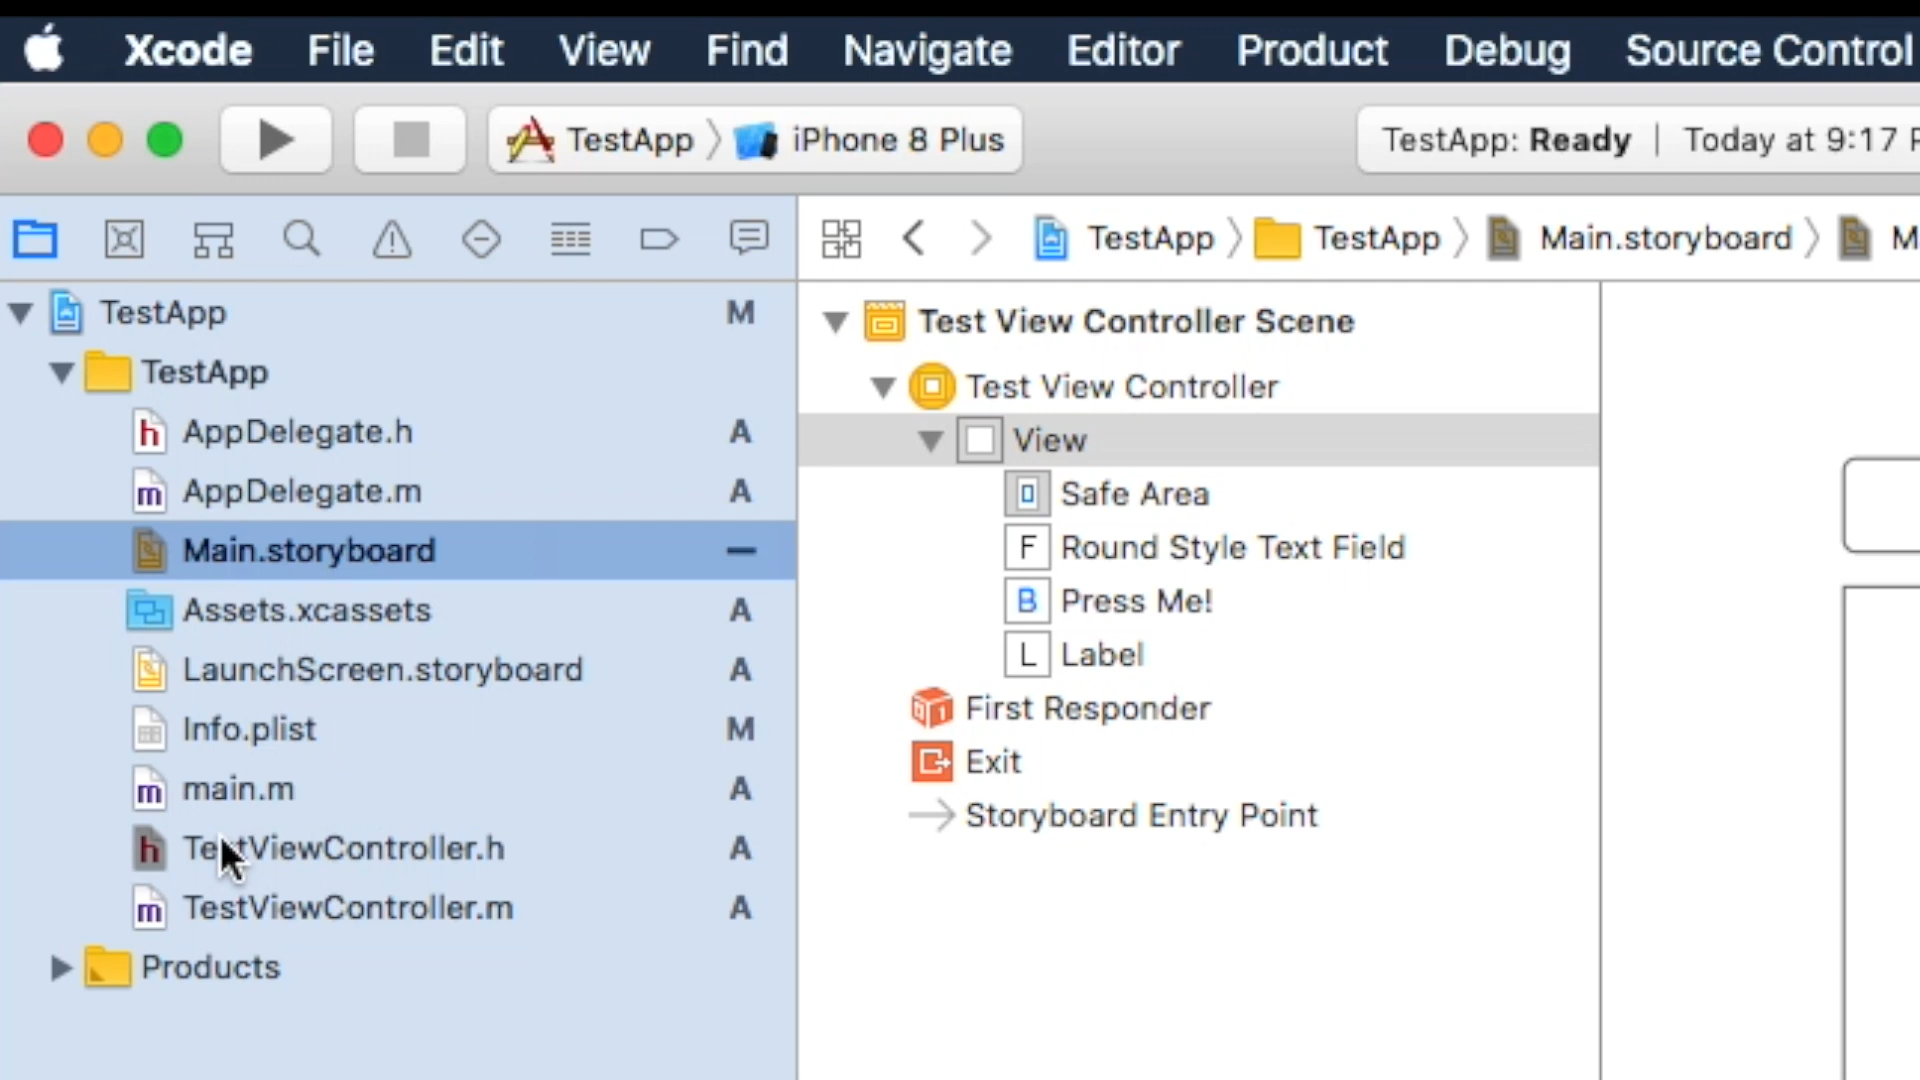 Xcode File Edit View Find Navigate Editor Product Debug Source Control
TestApp iPhone 8 Plus TestApp: Ready | Today at 9:17
TestApp TestApp Main.storyboard M
TestApp M
TestApp
h AppDelegate.h A
m AppDelegate.m A
Main.storyboard
Assets.xcassets A
LaunchScreen.storyboard A
Info.plist M
m main.m A
h TestViewController.h A
m TestViewController.m A
Products
Test View Controller Scene
Test View Controller
View
Safe Area
F Round Style Text Field
B Press Me!
L Label
First Responder
Exit
Storyboard Entry Point